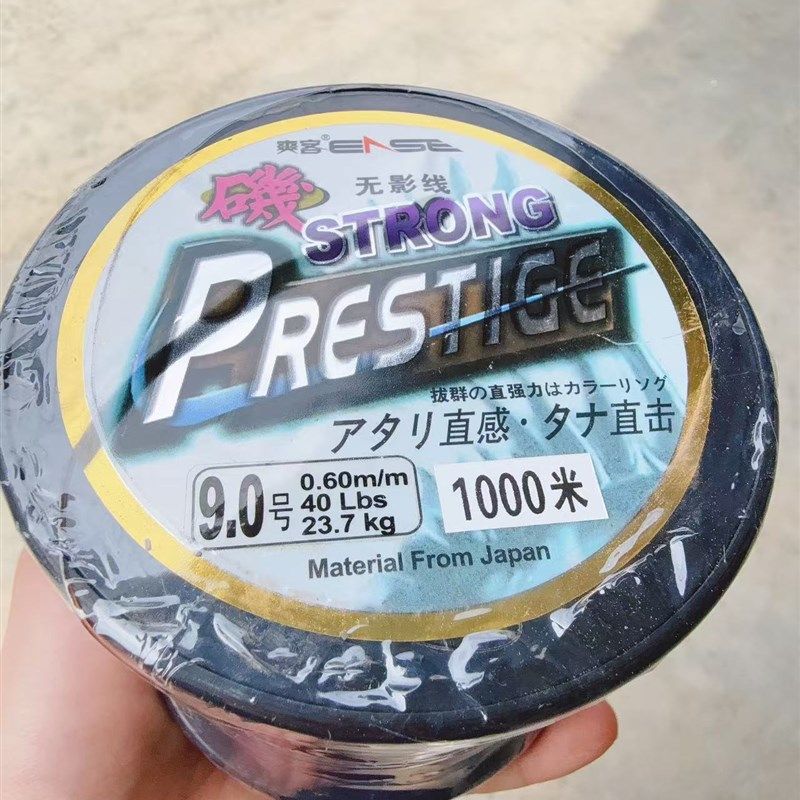 爽客® EASE
磯 无影线
STRONG
PRESTIGE
拔群の直强力はカラーリング
アタリ直感・タナ直击
9.0号 0.60m/m
40 Lbs
23.7 kg
1000米
Material From Japan